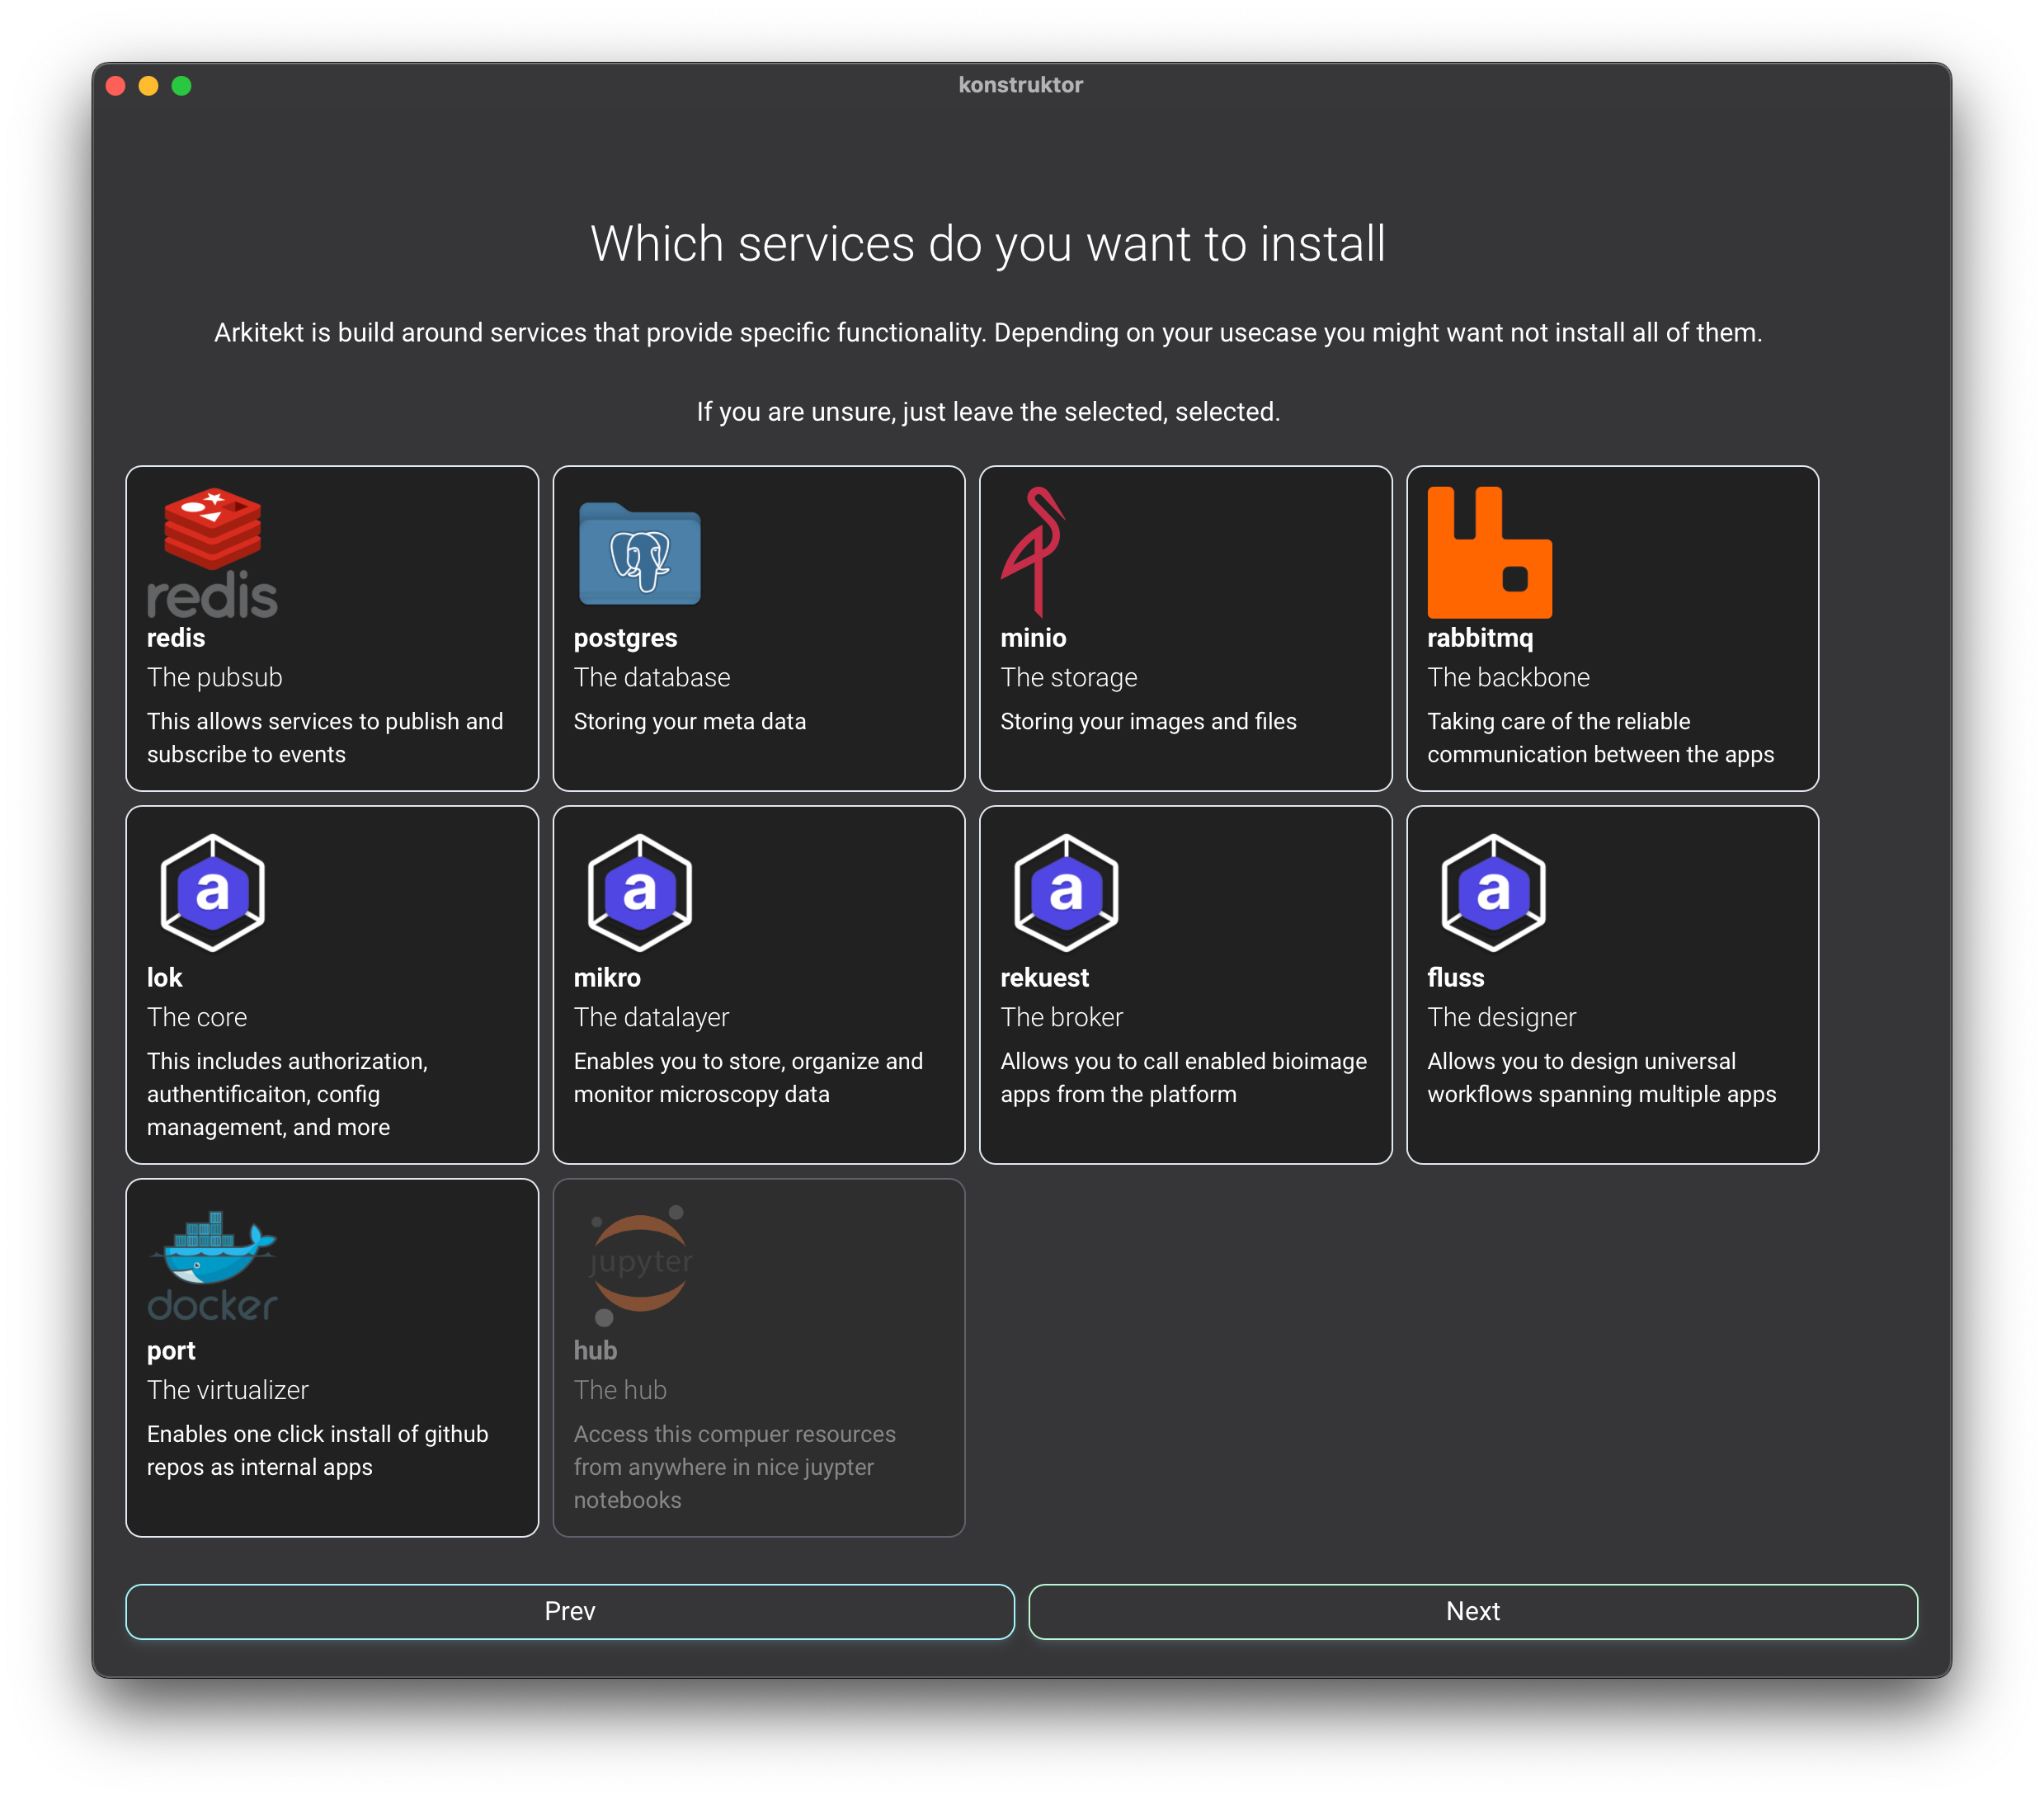 konstruktor
Which services do you want to install
Arkitekt is build around services that provide specific functionality. Depending on your usecase you might want not install all of them.
If you are unsure, just leave the selected, selected.
redis
redis
The pubsub
This allows services to publish and
subscribe to events
postgres
The database
Storing your meta data
minio
The storage
Storing your images and files
rabbitmq
The backbone
Taking care of the reliable
communication between the apps
a
lok
The core
This includes authorization,
authentificaiton, config
management, and more
a
mikro
The datalayer
Enables you to store, organize and
monitor microscopy data
a
rekuest
The broker
Allows you to call enabled bioimage
apps from the platform
a
fluss
The designer
Allows you to design universal
workflows spanning multiple apps
docker
port
The virtualizer
Enables one click install of github
repos as internal apps
jupyter
hub
The hub
Access this compuer resources
from anywhere in nice juypter
notebooks
Prev
Next